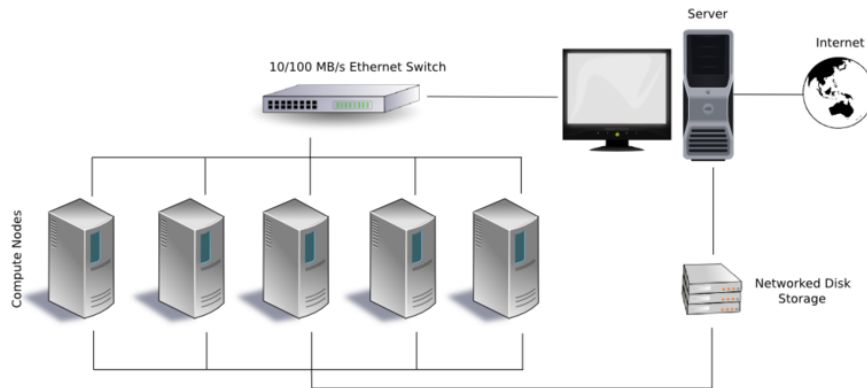 Server
Internet
10/100 MB/s Ethernet Switch
Compute Nodes
Networked Disk
Storage